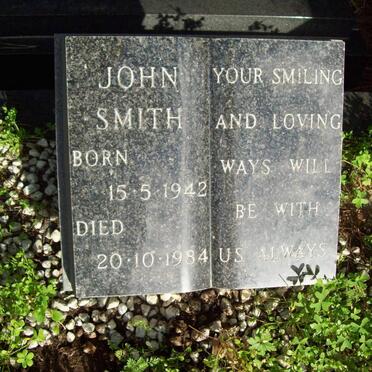 JOHN
SMITH
BORN
15-5-1942
DIED
20-10-1984
YOUR SMILING
AND LOVING
WAYS WILL
BE WITH
US ALWAYS